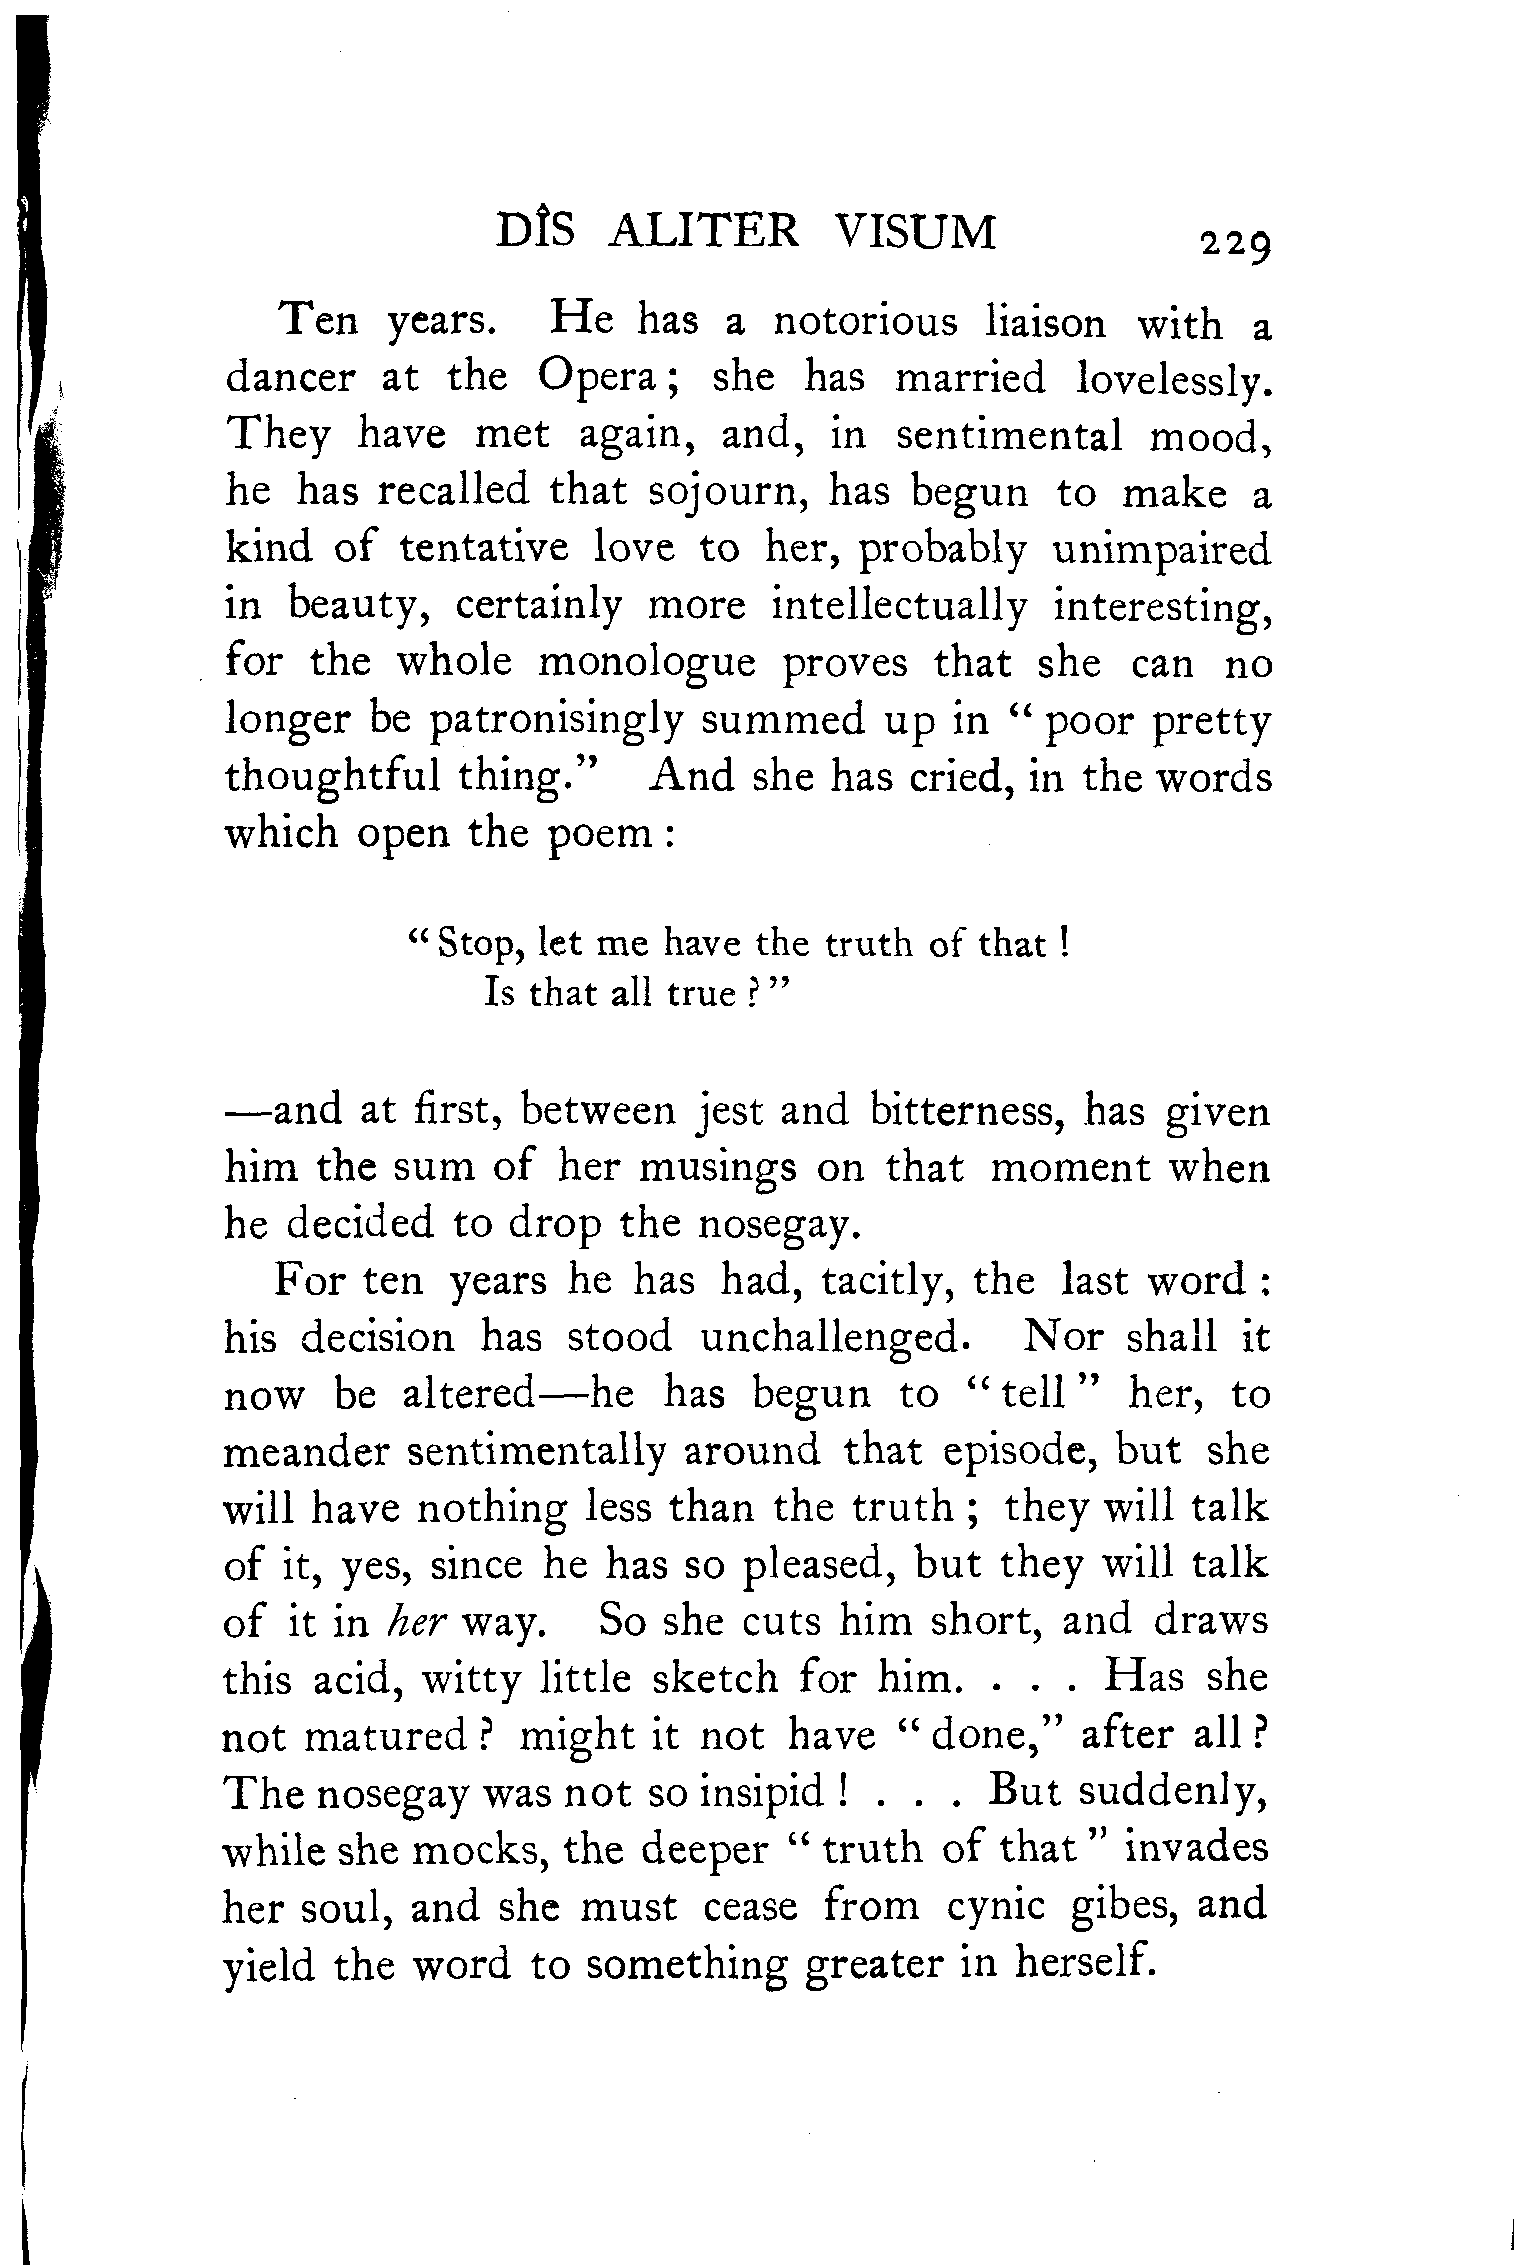 DÎS ALITER VISUM 229
Ten years. He has a notorious liaison with a
dancer at the Opera ; she has married lovelessly.
They have met again, and, in sentimental mood,
he has recalled that sojourn, has begun to make a
kind of tentative love to her, probably unimpaired
in beauty, certainly more intellectually interesting,
for the whole monologue proves that she can no
longer be patronisingly summed up in “ poor pretty
thoughtful thing.” And she has cried, in the words
which open the poem :
“ Stop, let me have the truth of that !
Is that all true ? ”
—and at first, between jest and bitterness, has given
him the sum of her musings on that moment when
he decided to drop the nosegay.
For ten years he has had, tacitly, the last word :
his decision has stood unchallenged. Nor shall it
now be altered—he has begun to “ tell ” her, to
meander sentimentally around that episode, but she
will have nothing less than the truth ; they will talk
of it, yes, since he has so pleased, but they will talk
of it in her way. So she cuts him short, and draws
this acid, witty little sketch for him. . . . Has she
not matured ? might it not have “ done,” after all ?
The nosegay was not so insipid ! . . . But suddenly,
while she mocks, the deeper “ truth of that ” invades
her soul, and she must cease from cynic gibes, and
yield the word to something greater in herself.